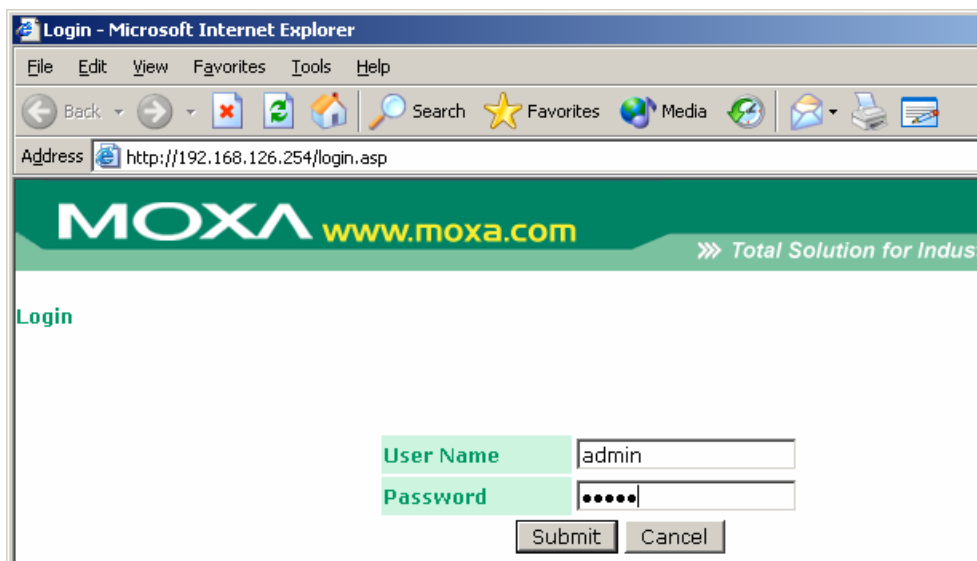 Login - Microsoft Internet Explorer
File Edit View Favorites Tools Help
Back Search Favorites Media
Address http://192.168.126.254/login.asp
MOXA www.moxa.com
Total Solution for Indus
Login
User Name admin
Password •••••
Submit Cancel